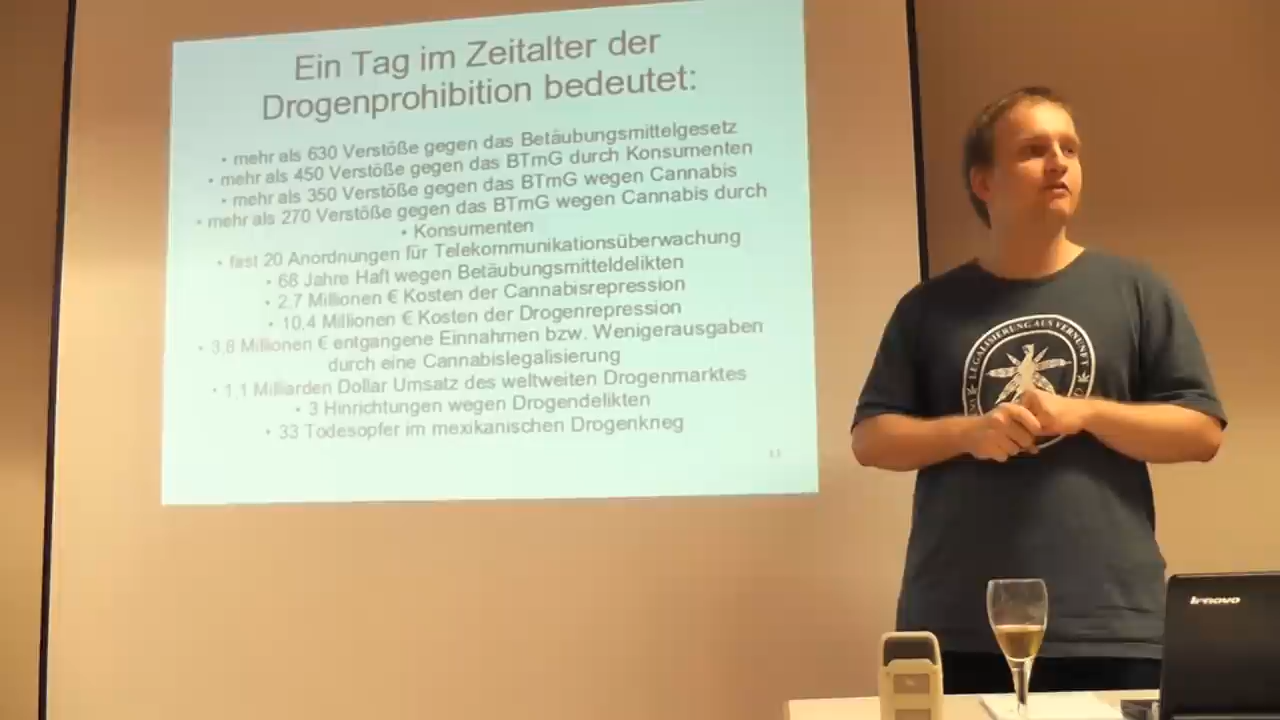 Ein Tag im Zeitalter der
Drogenprohibition bedeutet:
• mehr als 630 Verstöße gegen das Betäubungsmittelgesetz
• mehr als 450 Verstöße gegen das BTmG durch Konsumenten
• mehr als 350 Verstöße gegen das BTmG wegen Cannabis
• mehr als 270 Verstöße gegen das BTmG wegen Cannabis durch
• Konsumenten
• fast 20 Anordnungen für Telekommunikationsüberwachung
• 68 Jahre Haft wegen Betäubungsmitteldelikten
• 2.7 Millionen € Kosten der Cannabisrepression
• 10,4 Millionen € Kosten der Drogenrepression
• 3,8 Millionen € entgangene Einnahmen bzw. Wenigerausgaben
durch eine Cannabislegalisierung
• 1,1 Milliarden Dollar Umsatz des weltweiten Drogenmarktes
• 3 Hinrichtungen wegen Drogendelikten
• 33 Todesopfer im mexikanischen Drogenkrieg
LEGALISIERUNG AUS VERNUNFT
lenovo